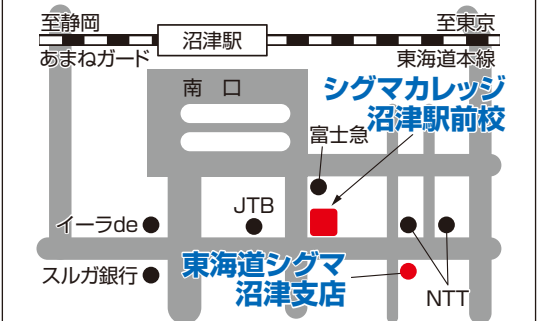 至静岡
至東京
沼津駅
あまねガード
東海道本線
南 口
シグマカレッジ
沼津駅前校
富士急
JTB
イーラde
スルガ銀行
東海道シグマ
沼津支店
NTT